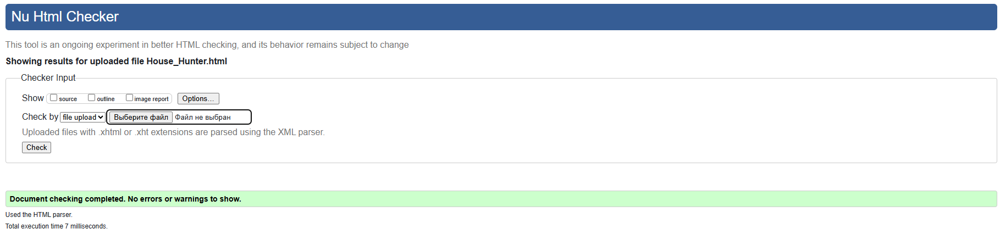 Nu Html Checker
This tool is an ongoing experiment in better HTML checking, and its behavior remains subject to change
Showing results for uploaded file House_Hunter.html
Checker Input
Show source outline image report Options...
Check by file upload Выберите файл Файл не выбран
Uploaded files with .xhtml or .xht extensions are parsed using the XML parser.
Check
Document checking completed. No errors or warnings to show.
Used the HTML parser.
Total execution time 7 milliseconds.